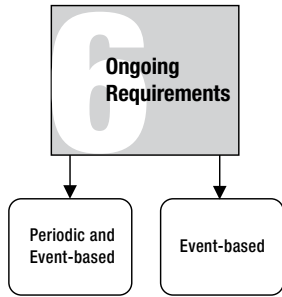 6
Ongoing
Requirements
Periodic and
Event-based
Event-based